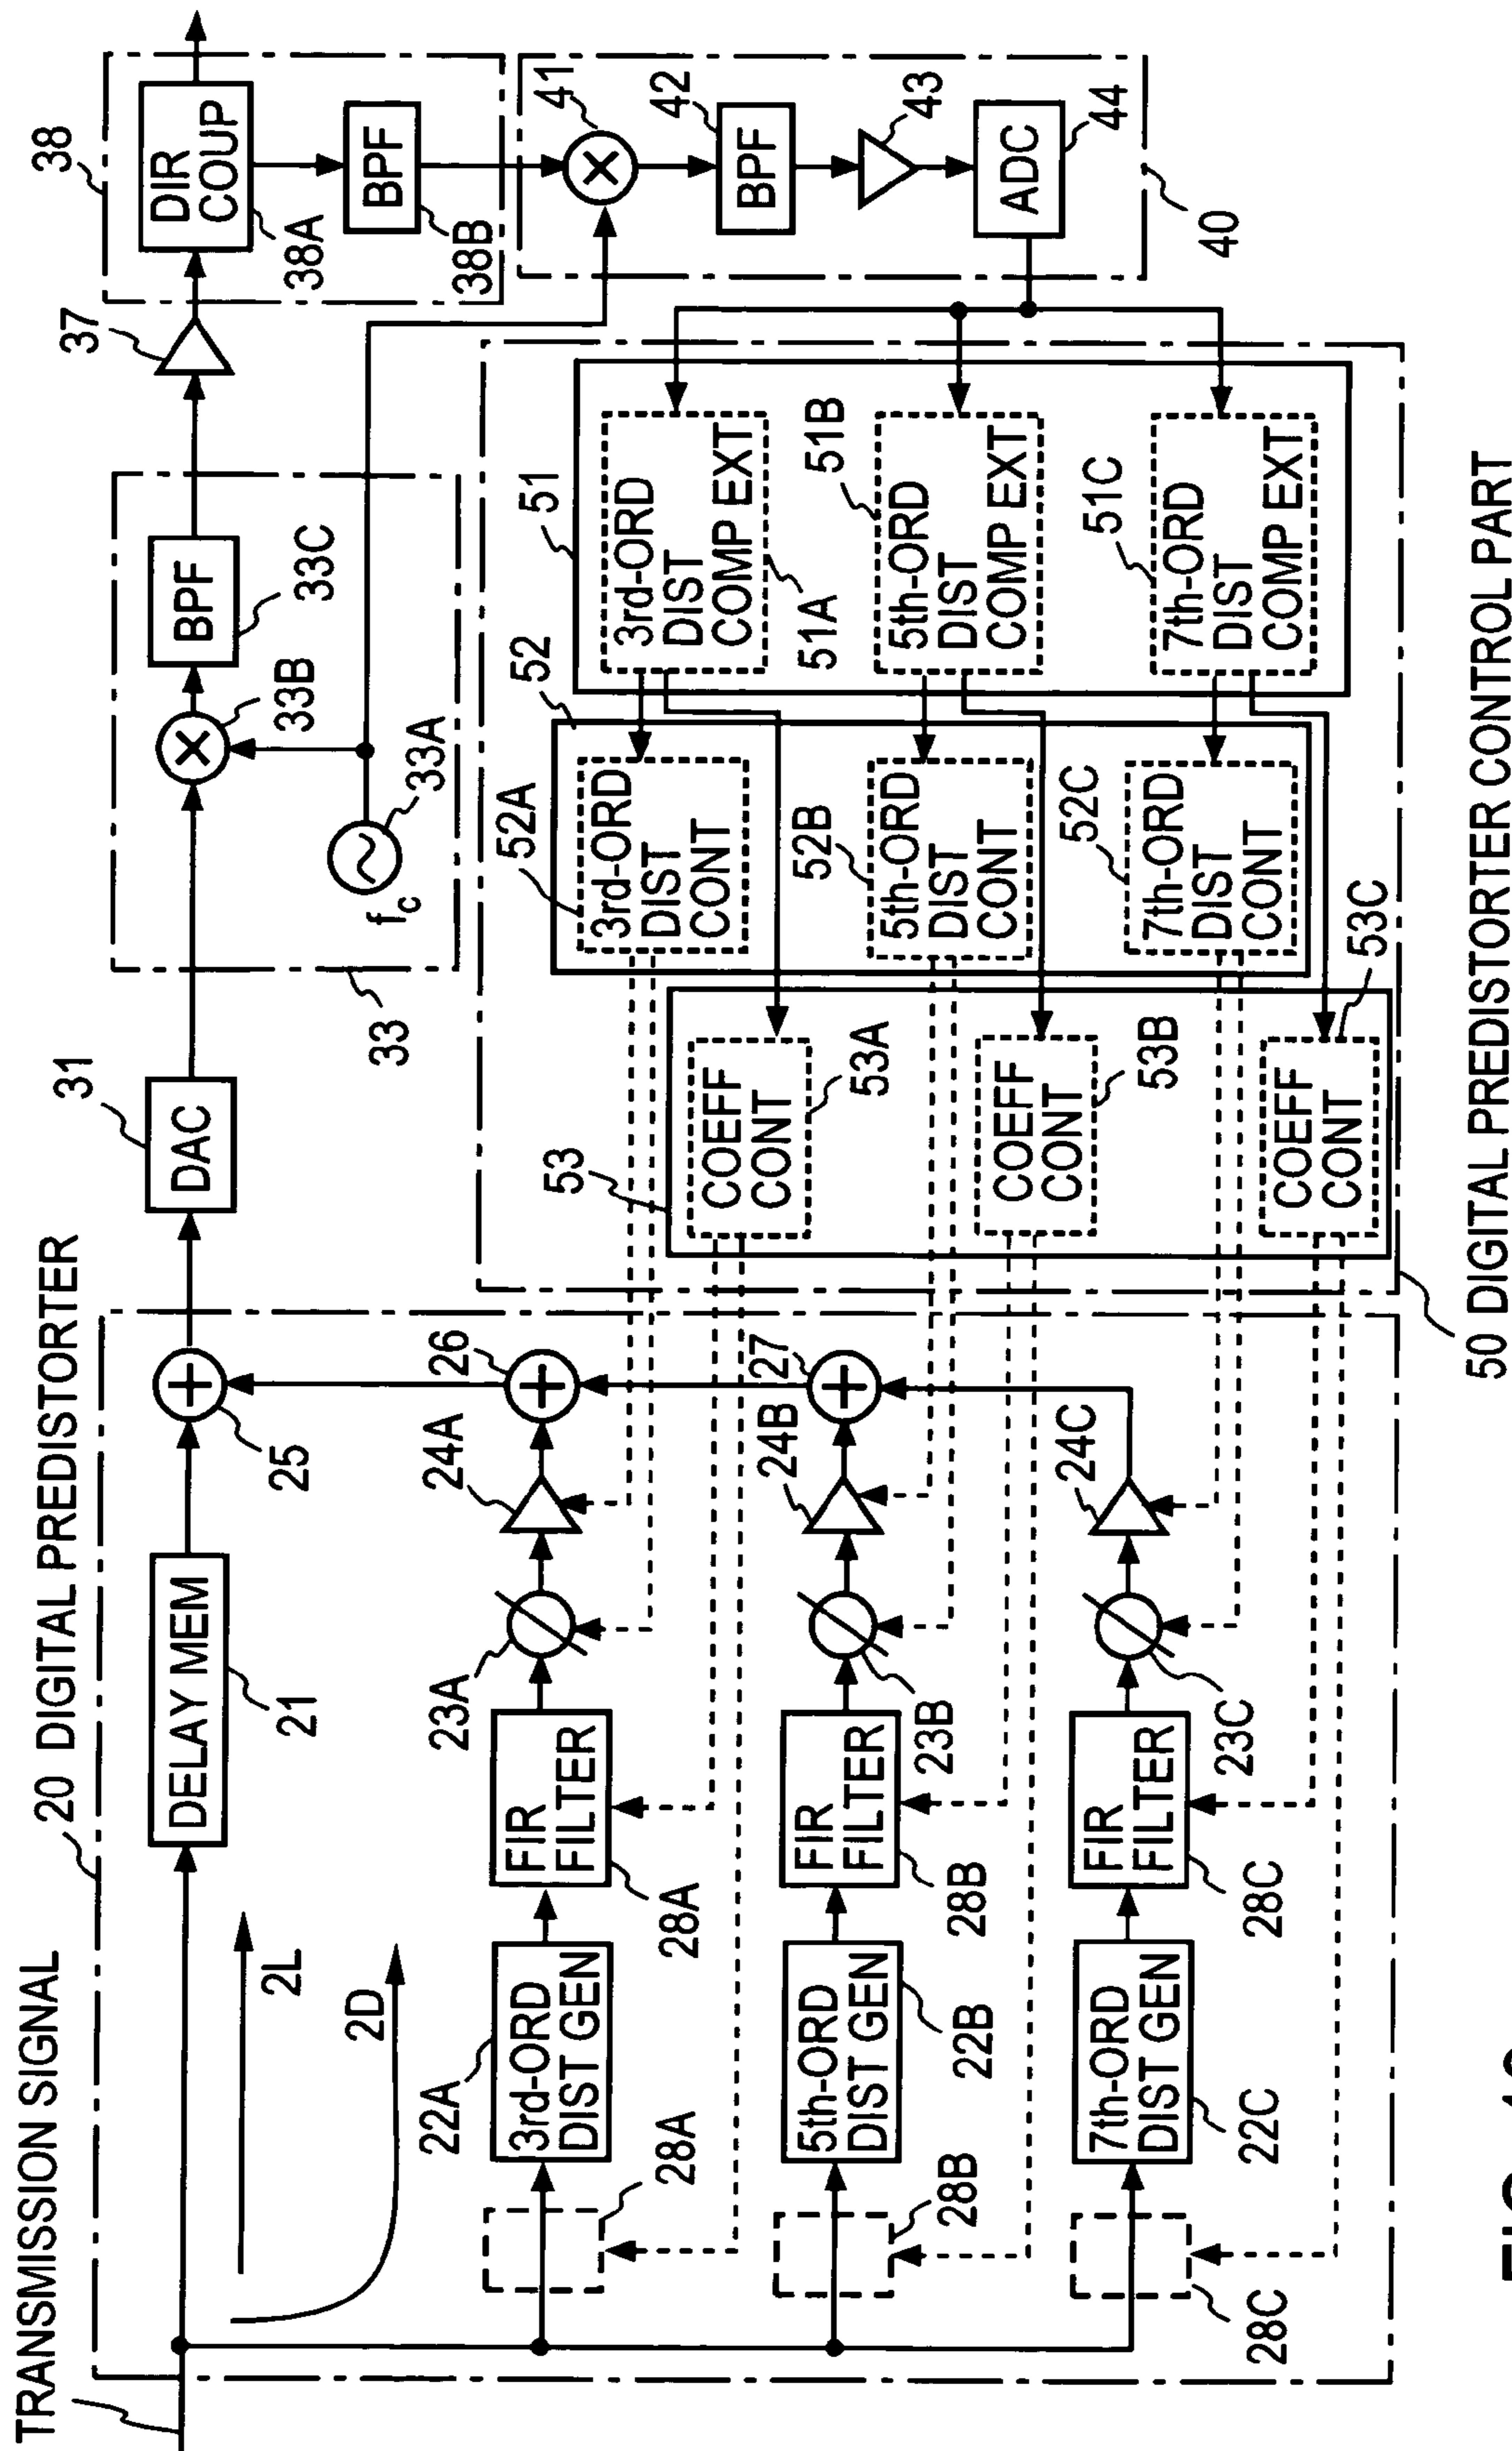 TRANSMISSION SIGNAL
20 DIGITAL PREDISTORTER
DELAY MEM
21
2L
2D
25
31
DAC
33
33A
fc
33B
BPF
33C
37
38
DIR
COUP
38A
BPF
38B
41
42
BPF
43
ADC
44
40
22A
3rd-ORD
DIST GEN
28A
FIR
FILTER
28A
23A
24A
26
22B
5th-ORD
DIST GEN
28B
FIR
FILTER
28B
23B
24B
27
22C
7th-ORD
DIST GEN
28C
FIR
FILTER
28C
23C
24C
53
COEFF
CONT
53A
COEFF
CONT
53B
COEFF
CONT
53C
52
52A
3rd-ORD
DIST
CONT
52B
5th-ORD
DIST
CONT
52C
7th-ORD
DIST
CONT
51
3rd-ORD
DIST
COMP EXT
51A
51B
5th-ORD
DIST
COMP EXT
51C
7th-ORD
DIST
COMP EXT
50 DIGITAL PREDISTORTER CONTROL PART